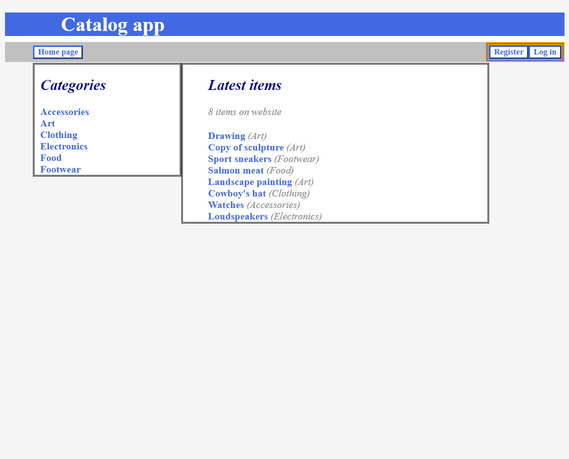 Catalog app
Home page
Register
Log in
Categories
Accessories
Art
Clothing
Electronics
Food
Footwear
Latest items
8 items on website
Drawing (Art)
Copy of sculpture (Art)
Sport sneakers (Footwear)
Salmon meat (Food)
Landscape painting (Art)
Cowboy's hat (Clothing)
Watches (Accessories)
Loudspeakers (Electronics)